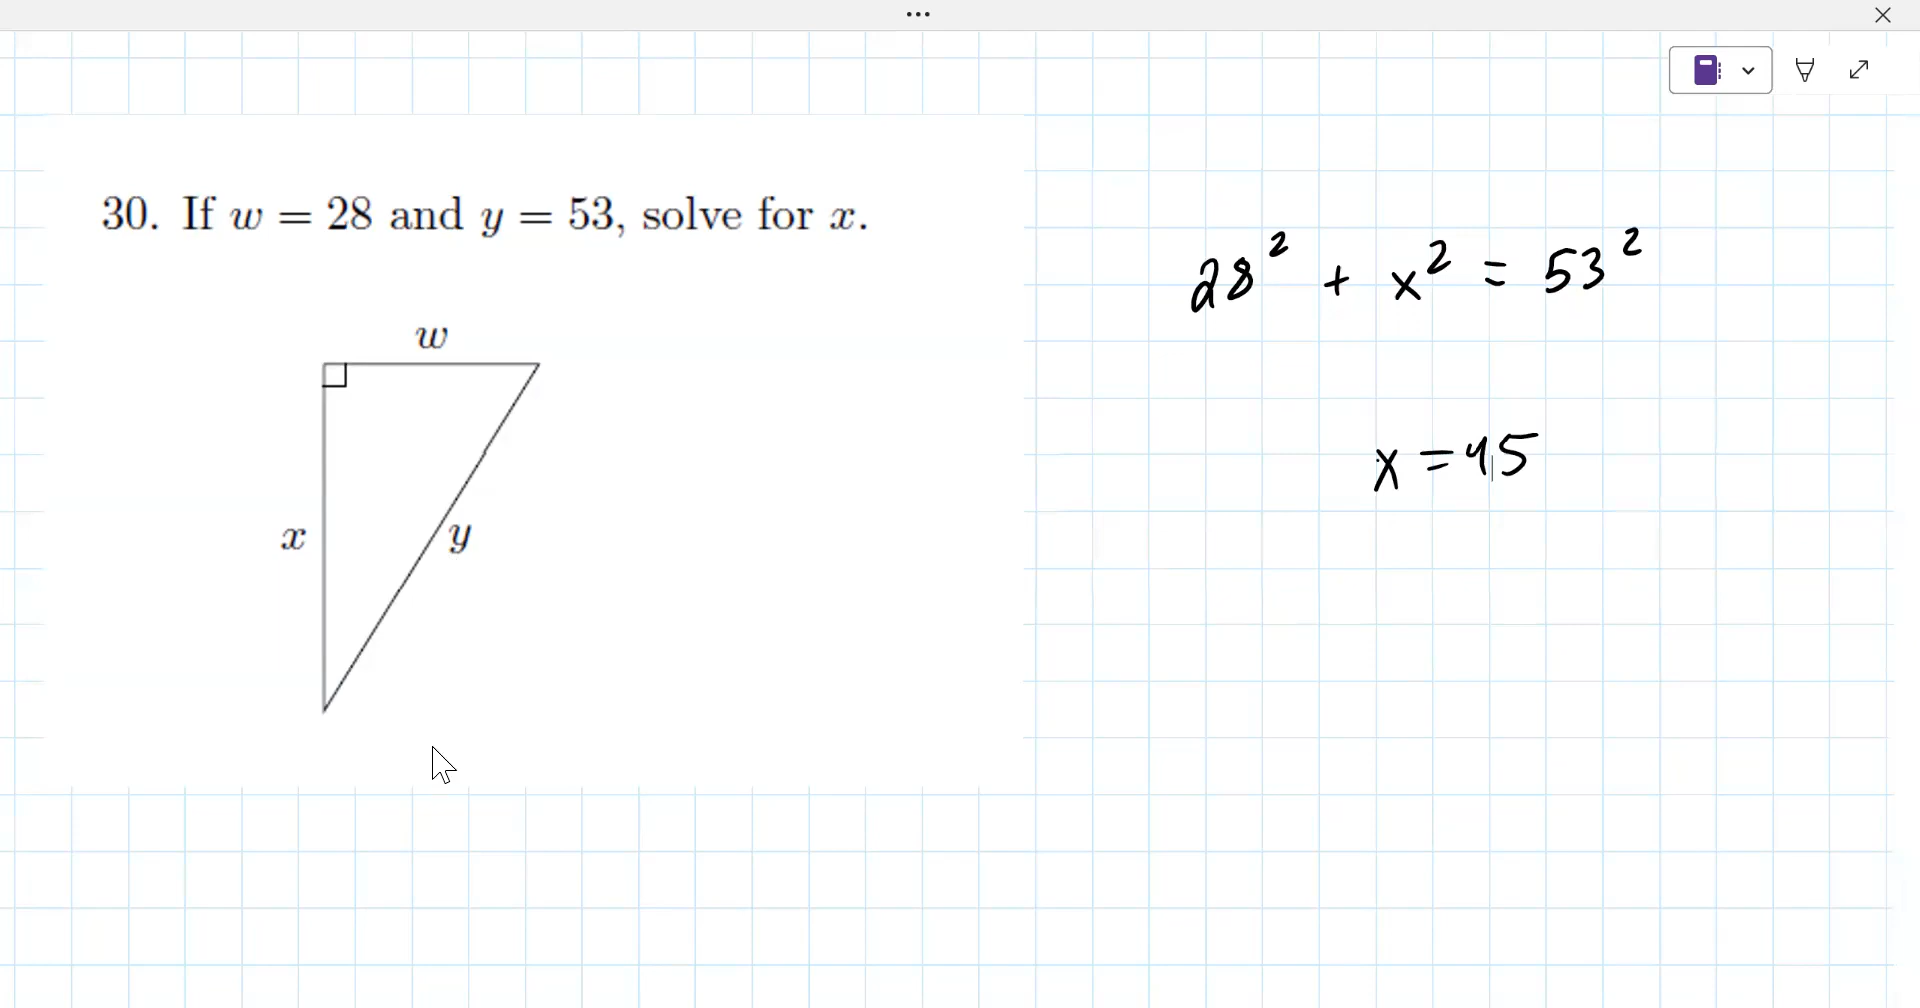 30. If w = 28 and y = 53, solve for x.
28² + x² = 53²
w
x = 45
x
y